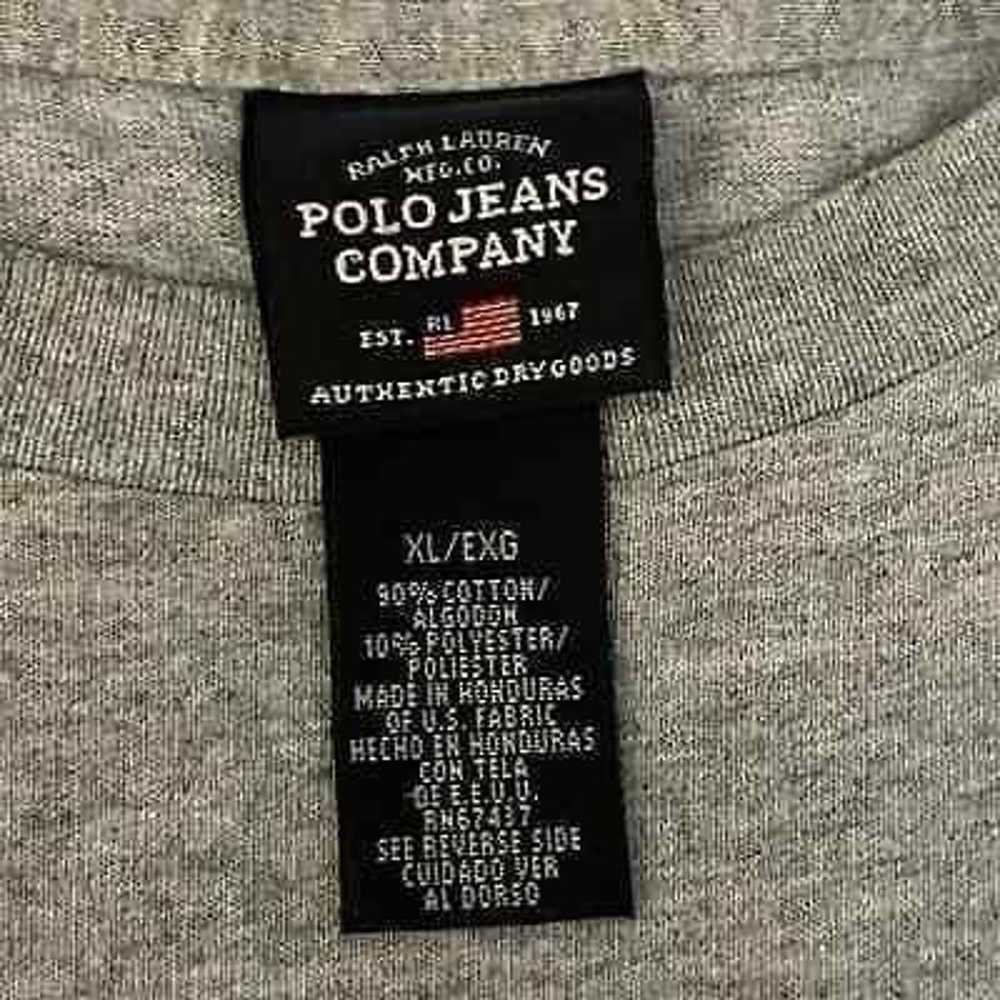 RALPH LAUREN
MFG.CO.
POLO JEANS
COMPANY
EST. RL 1967
AUTHENTIC DRYGOODS
XL/EXG
90% COTTON/
ALGODON
10% POLYESTER/
POLIESTER
MADE IN HONDURAS
OF U.S. FABRIC
HECHO EN HONDURAS
CON TELA
DE E.E.U.U.
RN67437
SEE REVERSE SIDE
CUIDADO VER
AL DORSO